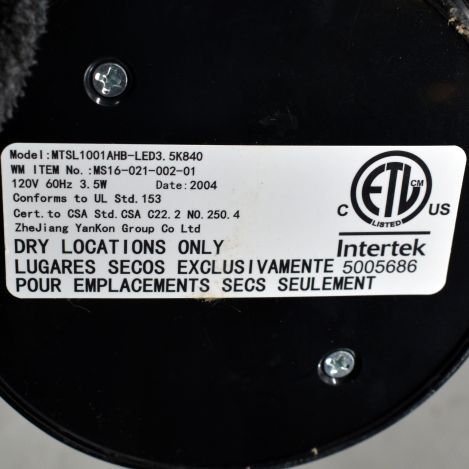 Model:MTSL1001AHB-LED3.5K840
WM ITEM No.:MS16-021-002-01
120V 60Hz 3.5W Date:2004
Conforms to UL Std.153
Cert.to CSA Std.CSA C22.2 NO.250.4
ZheJiang YanKon Group Co Ltd
DRY LOCATIONS ONLY
LUGARES SECOS EXCLUSIVAMENTE
POUR EMPLACEMENTS SECS SEULEMENT
ETL CM
LISTED
C US
Intertek
5005686